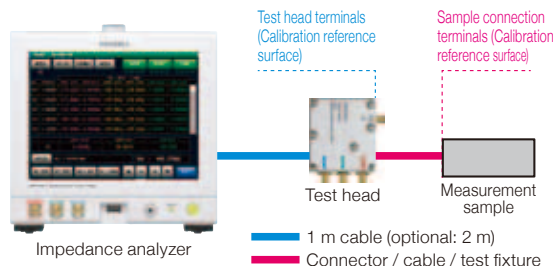 Test head terminals
(Calibration reference
surface)
Sample connection
terminals (Calibration
reference surface)
Test head
Measurement
sample
Impedance analyzer
1 m cable (optional: 2 m)
Connector / cable / test fixture